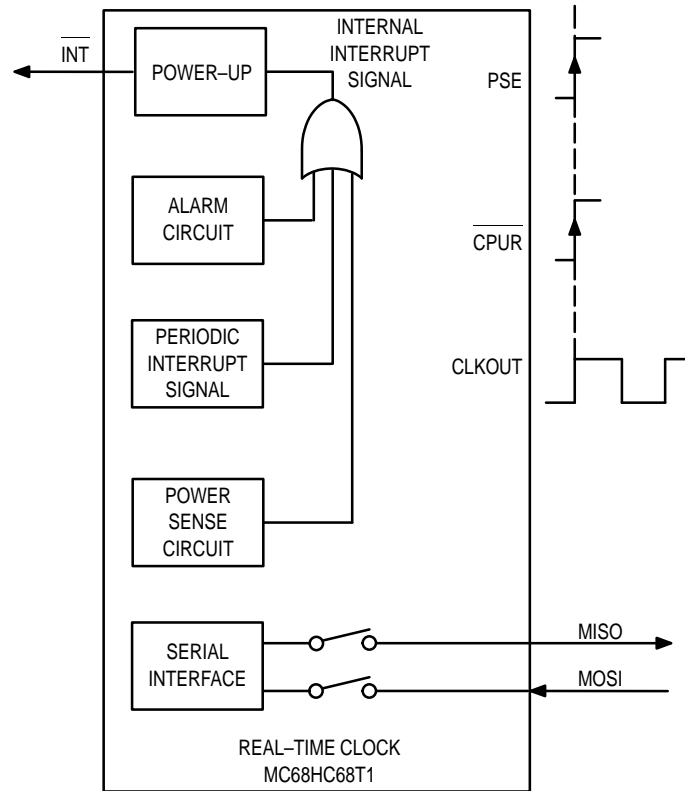 INT
POWER–UP
INTERNAL
INTERRUPT
SIGNAL
PSE
ALARM
CIRCUIT
CPUR
PERIODIC
INTERRUPT
SIGNAL
CLKOUT
POWER
SENSE
CIRCUIT
SERIAL
INTERFACE
MISO
MOSI
REAL–TIME CLOCK
MC68HC68T1